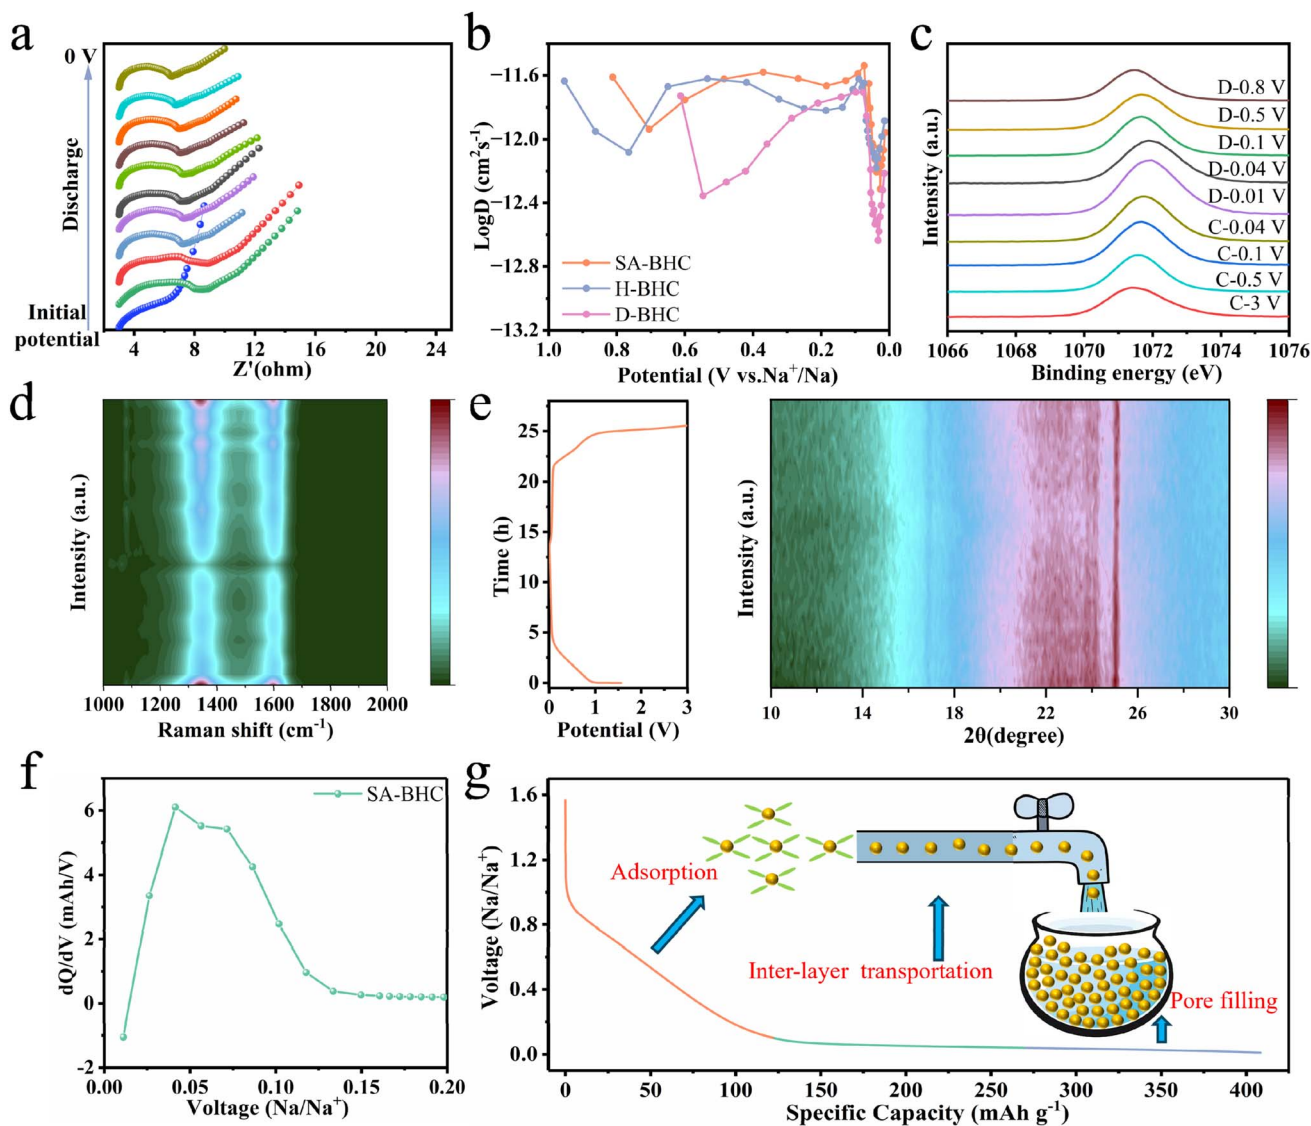 a
0 V
Discharge
Initial
potential
4 8 12 16 20 24
Z'(ohm)
b
LogD (cm²s⁻¹)
−11.6
−12.0
−12.4
−12.8
−13.2
SA-BHC
H-BHC
D-BHC
1.0 0.8 0.6 0.4 0.2 0.0
Potential (V vs.Na⁺/Na)
c
Intensity (a.u.)
D-0.8 V
D-0.5 V
D-0.1 V
D-0.04 V
D-0.01 V
C-0.04 V
C-0.1 V
C-0.5 V
C-3 V
1066 1068 1070 1072 1074 1076
Binding energy (eV)
d
Intensity (a.u.)
1000 1200 1400 1600 1800 2000
Raman shift (cm⁻¹)
e
Time (h)
25
20
15
10
5
0
0 1 2 3
Potential (V)
Intensity (a.u.)
10 14 18 22 26 30
2θ(degree)
f
dQ/dV (mAh/V)
6
4
2
0
-2
SA-BHC
0.00 0.05 0.10 0.15 0.20
Voltage (Na/Na⁺)
g
Voltage (Na/Na⁺)
1.6
1.2
0.8
0.4
0.0
Adsorption
Inter-layer transportation
Pore filling
0 50 100 150 200 250 300 350 400
Specific Capacity (mAh g⁻¹)